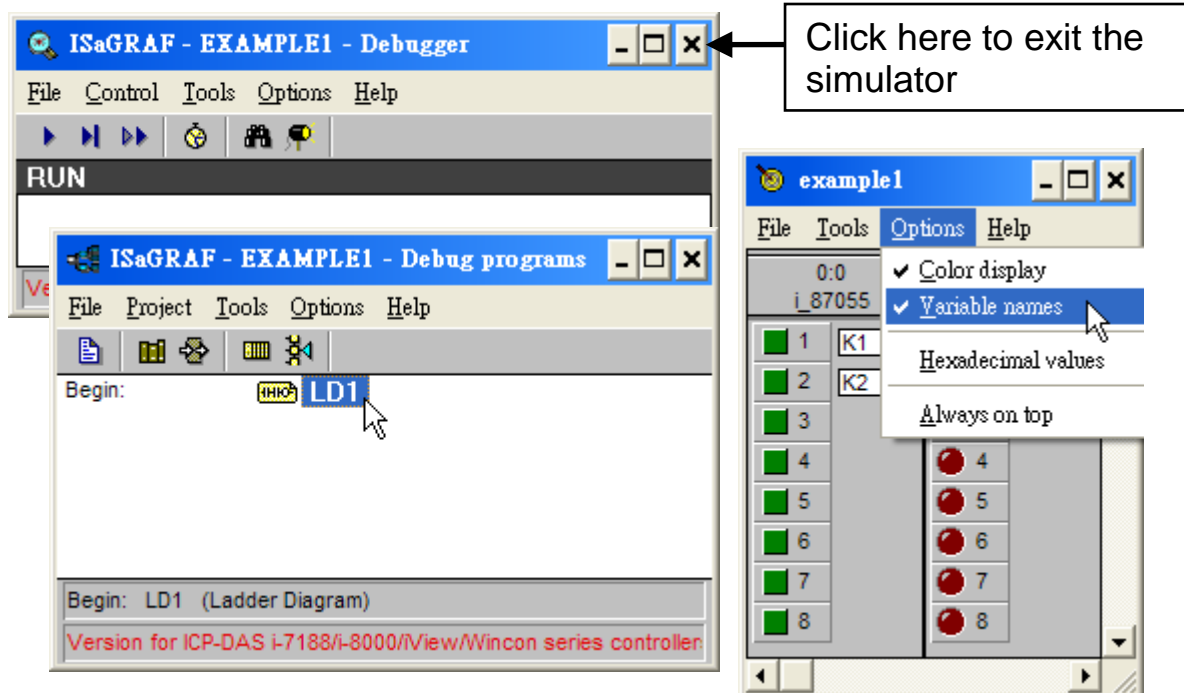 ISaGRAF - EXAMPLE1 - Debugger
File Control Tools Options Help
RUN
Ve
Click here to exit the
simulator
ISaGRAF - EXAMPLE1 - Debug programs
File Project Tools Options Help
Begin: LD1
Begin: LD1 (Ladder Diagram)
Version for ICP-DAS i-7188/i-8000/iView/Wincon series controller
example1
File Tools Options Help
0:0
i_87055
Color display
Variable names
Hexadecimal values
Always on top
1 K1
2 K2
3
4 4
5 5
6 6
7 7
8 8